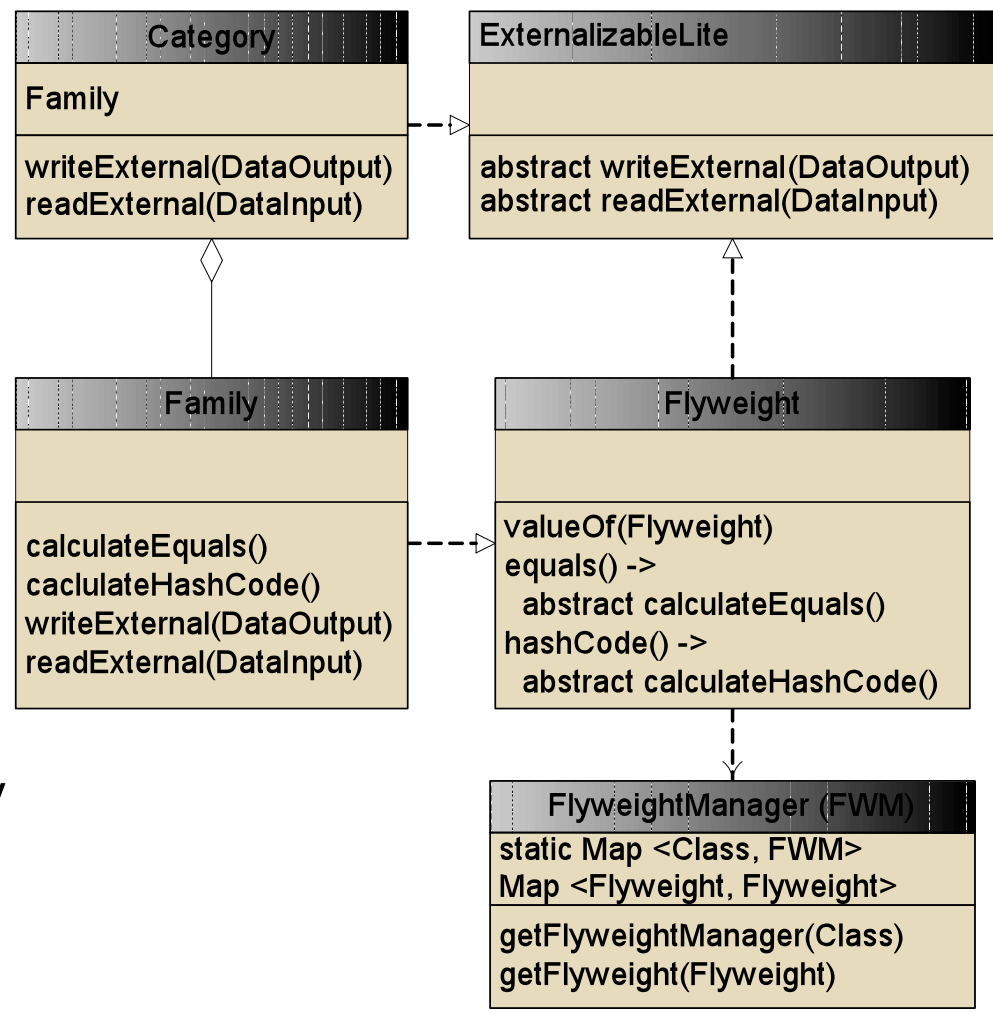 Category
Family
writeExternal(DataOutput)
readExternal(DataInput)
ExternalizableLite
abstract writeExternal(DataOutput)
abstract readExternal(DataInput)
Family
calculateEquals()
caclulateHashCode()
writeExternal(DataOutput)
readExternal(DataInput)
Flyweight
valueOf(Flyweight)
equals() ->
abstract calculateEquals()
hashCode() ->
abstract calculateHashCode()
FlyweightManager (FWM)
static Map <Class, FWM>
Map <Flyweight, Flyweight>
getFlyweightManager(Class)
getFlyweight(Flyweight)